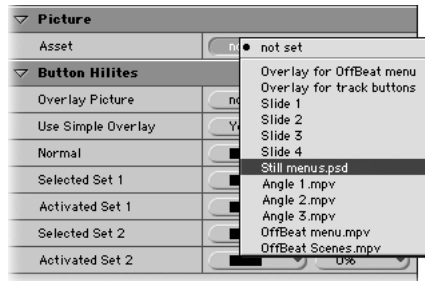 Picture
Asset
not set
Button Hilites
Overlay for OffBeat menu
Overlay for track buttons
Overlay Picture
Slide 1
Slide 2
Use Simple Overlay
Slide 3
Slide 4
Normal
Still menus.psd
Selected Set 1
Angle 1.mpv
Angle 2.mpv
Activated Set 1
Angle 3.mpv
Selected Set 2
OffBeat menu.mpv
OffBeat Scenes.mpv
Activated Set 2
0%